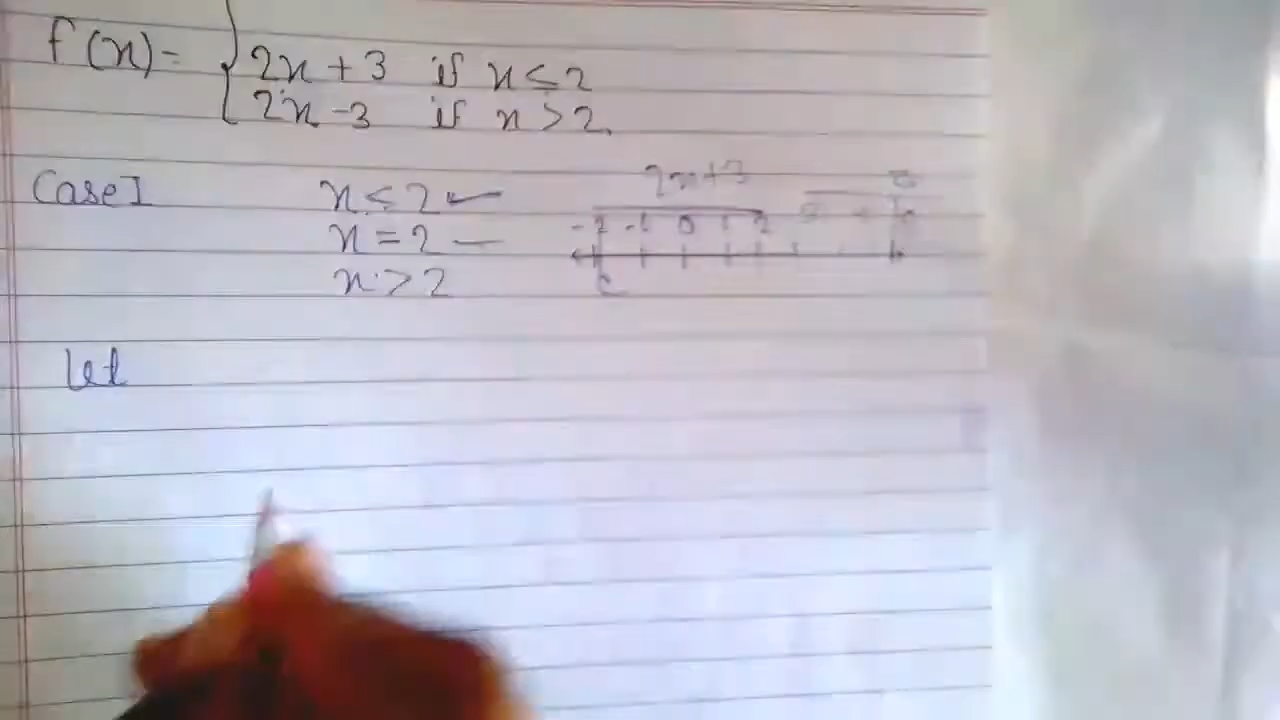 f(x) = { 2x + 3 if x ≤ 2
2x - 3 if x > 2
Case I x ≤ 2 2x+3
x = 2 -2 -1 0 1 2
x > 2 c
Let